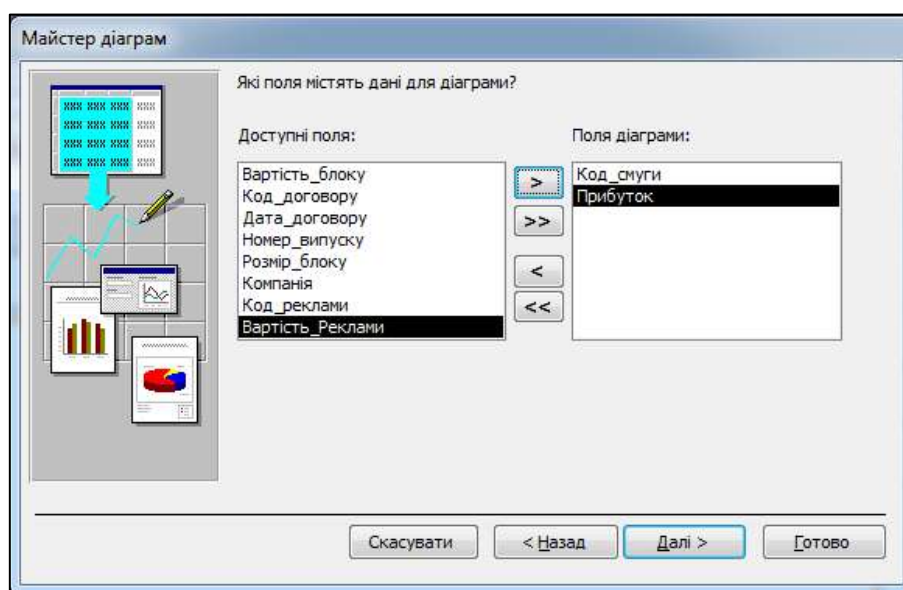 Майстер діаграм
Які поля містять дані для діаграми?
Доступні поля:
Поля діаграми:
Вартість_блоку
Код_договору
Дата_договору
Номер_випуску
Розмір_блоку
Компанія
Код_реклами
Вартість_Реклами
>
>>
<
<<
Код_смуги
Прибуток
Скасувати
< Назад
Далі >
Готово